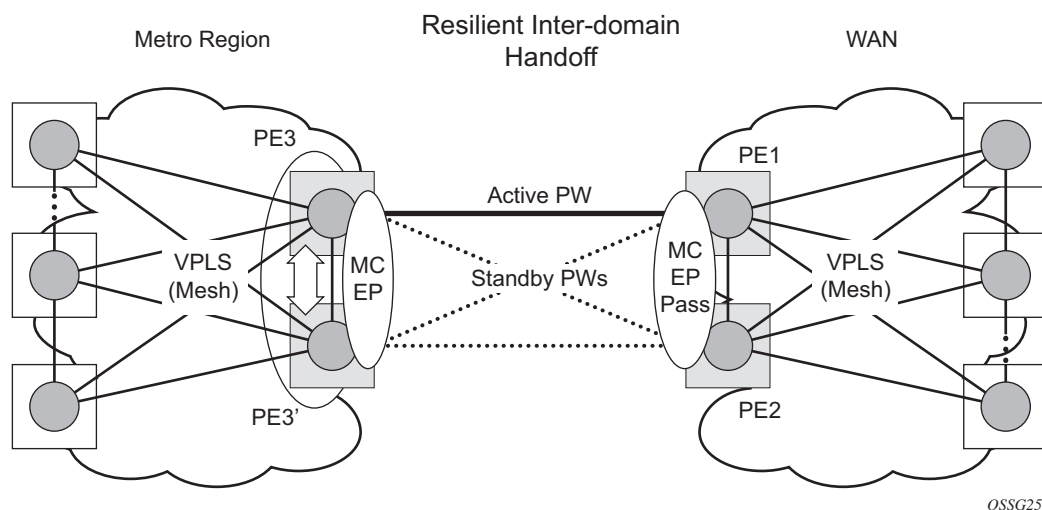 Resilient Inter-domain
Handoff
Metro Region
WAN
PE3
PE1
Active PW
VPLS
(Mesh)
MC
EP
Standby PWs
MC
EP
Pass
VPLS
(Mesh)
PE3’
PE2
OSSG25